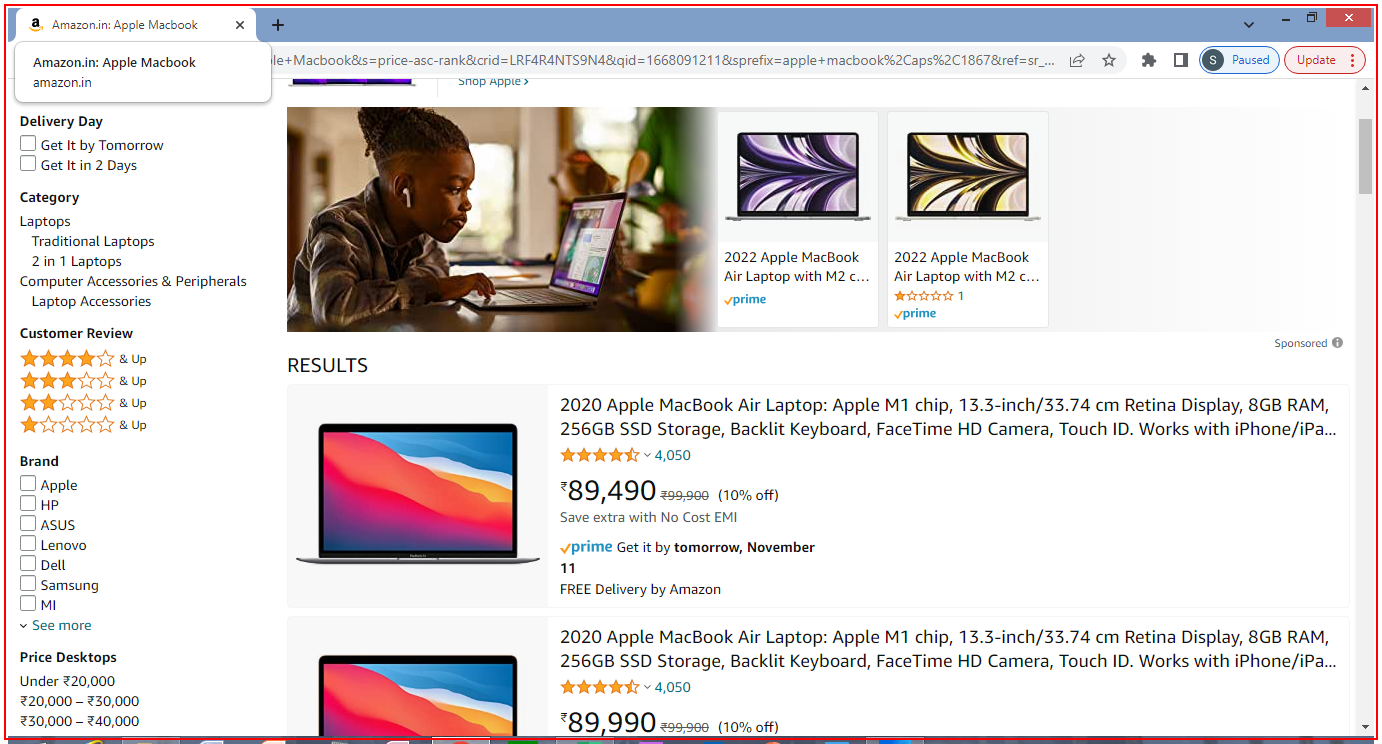 Amazon.in: Apple Macbook
Amazon.in: Apple Macbook
amazon.in
le+Macbook&s=price-asc-rank&crid=LRF4R4NTS9N4&qid=1668091211&sprefix=apple+macbook%2Caps%2C1867&ref=sr_...
S Paused
Update
Shop Apple ›
Delivery Day
Get It by Tomorrow
Get It in 2 Days
Category
Laptops
Traditional Laptops
2 in 1 Laptops
Computer Accessories & Peripherals
Laptop Accessories
Customer Review
& Up
& Up
& Up
& Up
Brand
Apple
HP
ASUS
Lenovo
Dell
Samsung
MI
See more
Price Desktops
Under ₹20,000
₹20,000 – ₹30,000
₹30,000 – ₹40,000
2022 Apple MacBook
Air Laptop with M2 c...
prime
2022 Apple MacBook
Air Laptop with M2 c...
1
prime
Sponsored
RESULTS
2020 Apple MacBook Air Laptop: Apple M1 chip, 13.3-inch/33.74 cm Retina Display, 8GB RAM,
256GB SSD Storage, Backlit Keyboard, FaceTime HD Camera, Touch ID. Works with iPhone/iPa...
4,050
₹89,490 ₹99,900 (10% off)
Save extra with No Cost EMI
prime Get it by tomorrow, November
11
FREE Delivery by Amazon
2020 Apple MacBook Air Laptop: Apple M1 chip, 13.3-inch/33.74 cm Retina Display, 8GB RAM,
256GB SSD Storage, Backlit Keyboard, FaceTime HD Camera, Touch ID. Works with iPhone/iPa...
4,050
₹89,990 ₹99,900 (10% off)